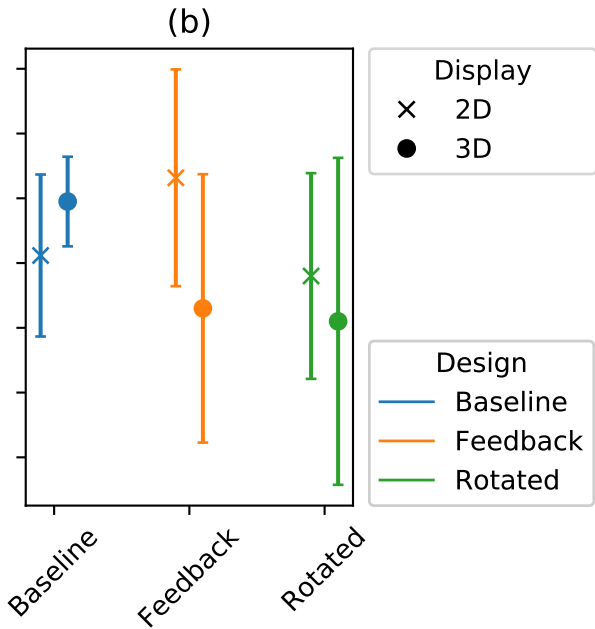 (b)
Display
2D
3D
Design
Baseline
Feedback
Rotated
Baseline
Feedback
Rotated